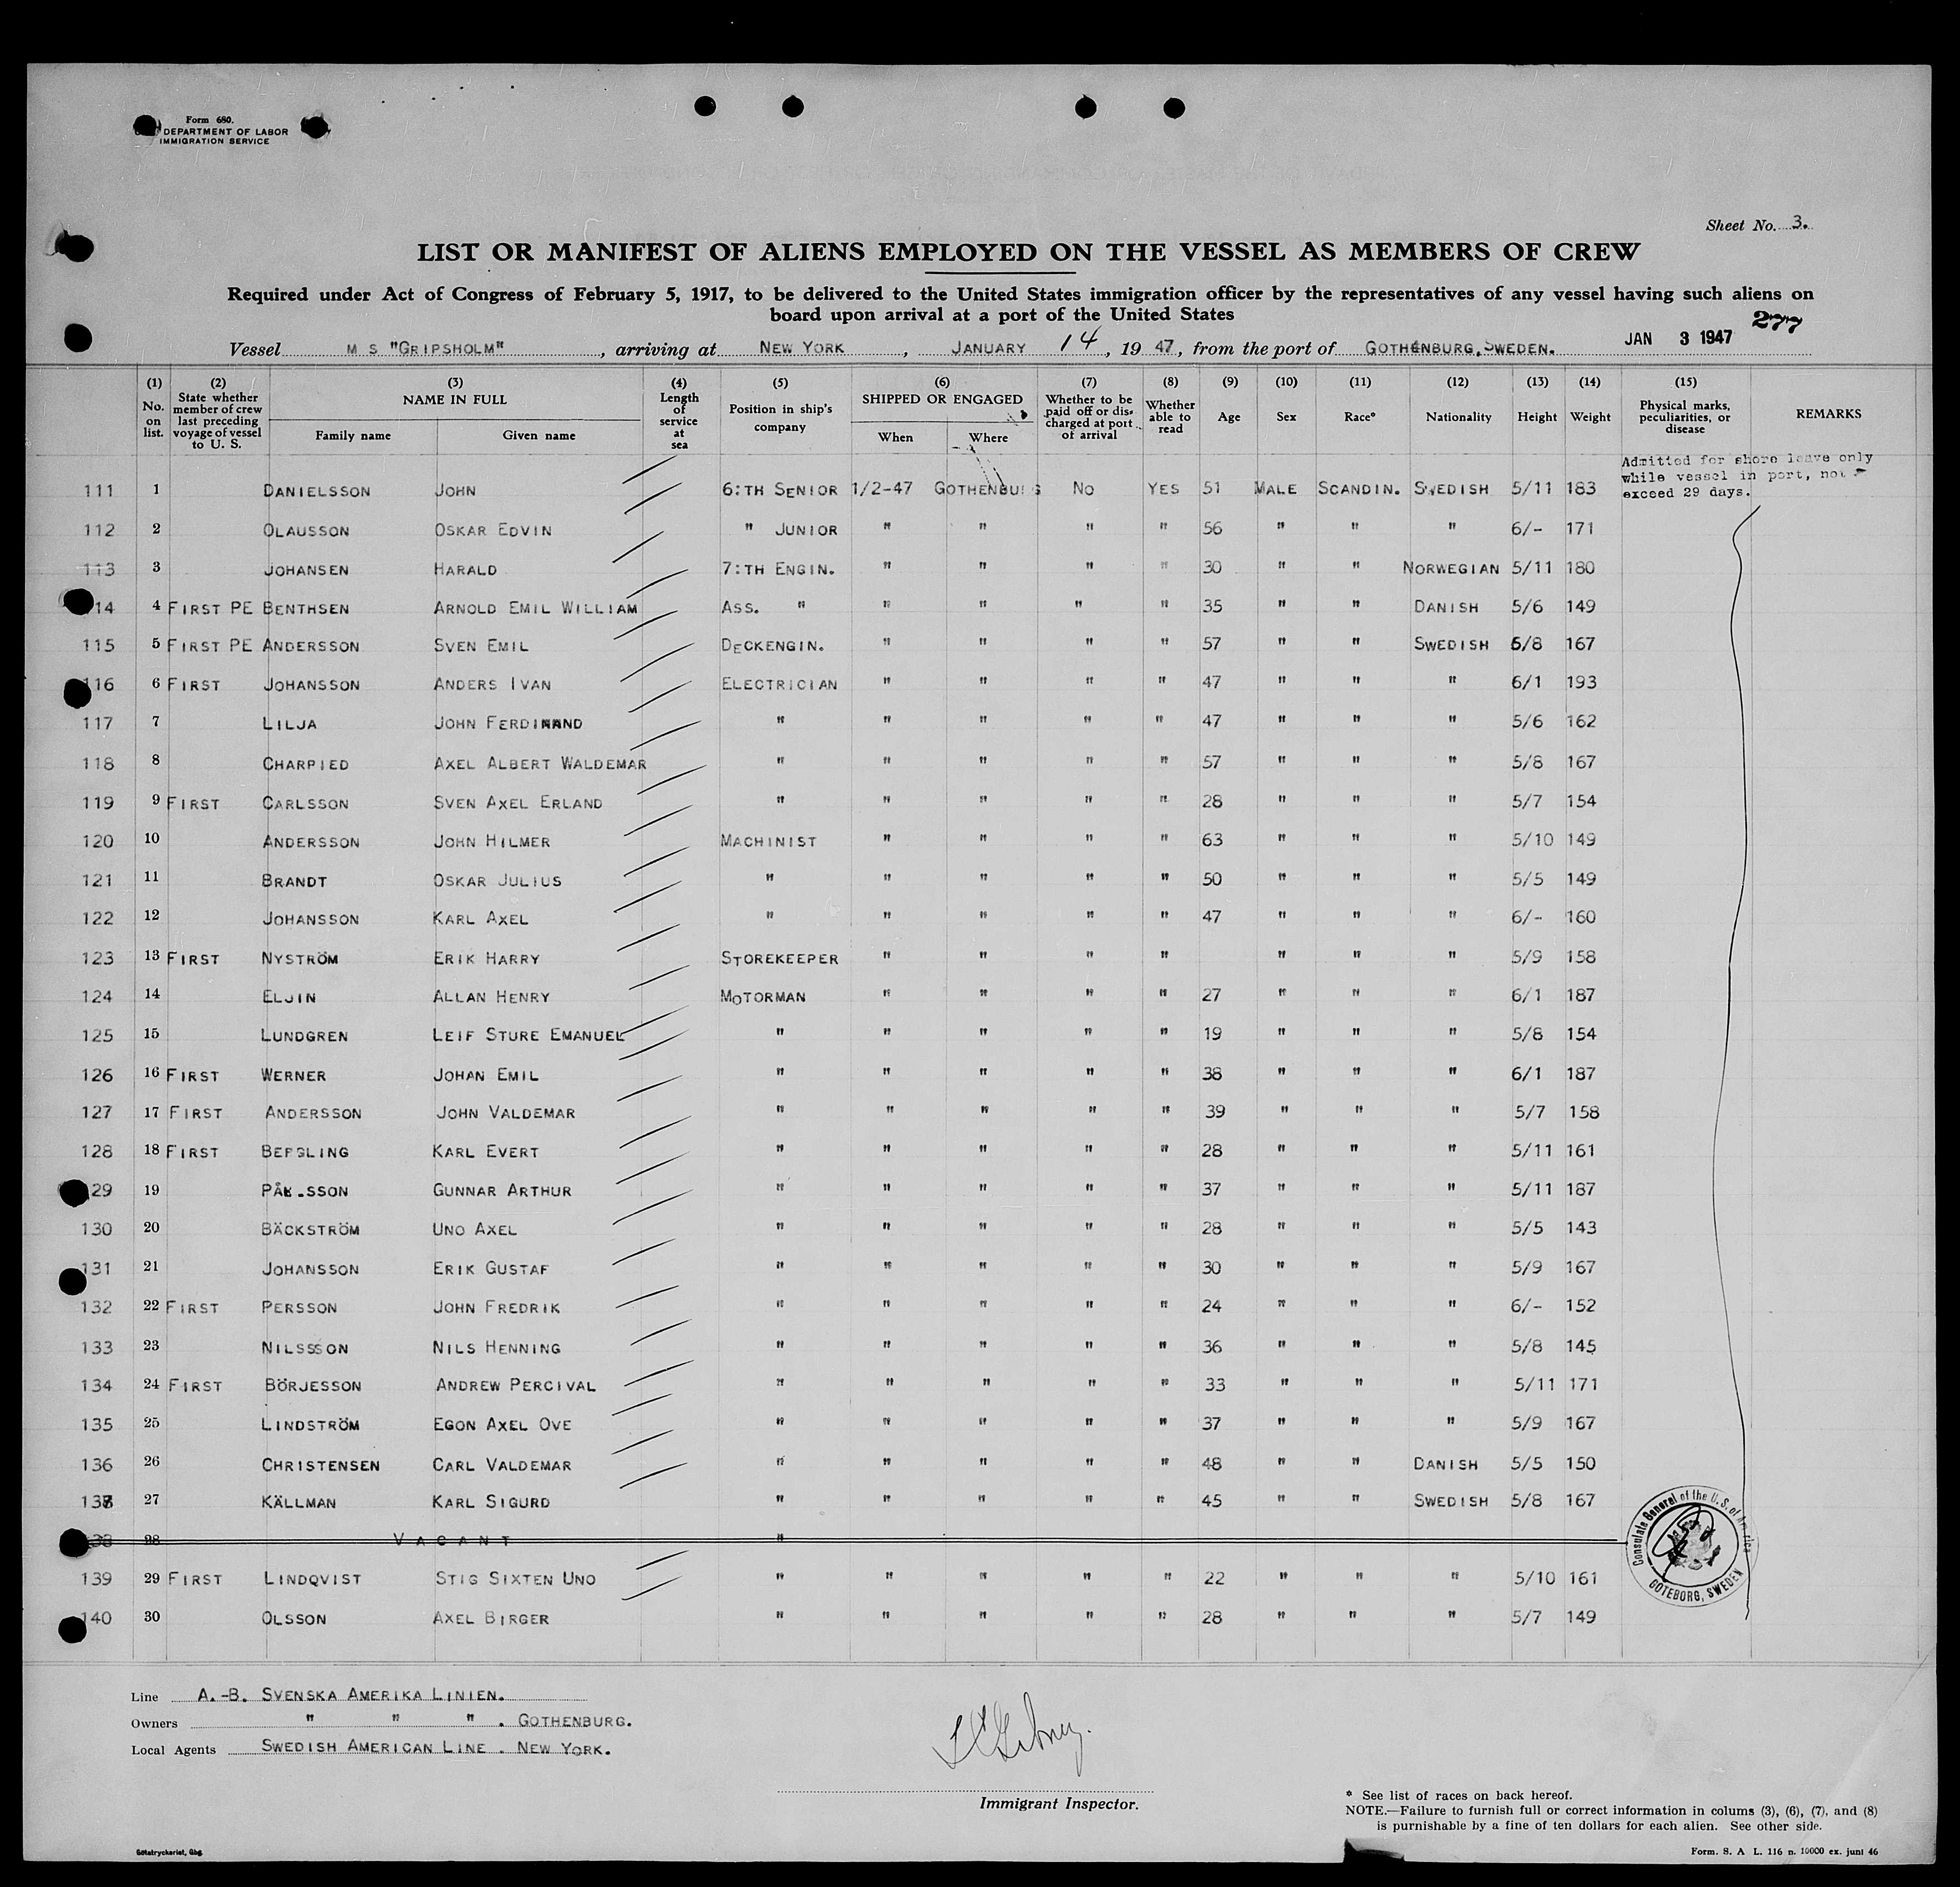 Form 680.
DEPARTMENT OF LABOR
IMMIGRATION SERVICE
Sheet No. 3.
LIST OR MANIFEST OF ALIENS EMPLOYED ON THE VESSEL AS MEMBERS OF CREW
Required under Act of Congress of February 5, 1917, to be delivered to the United States immigration officer by the representatives of any vessel having such aliens on
board upon arrival at a port of the United States
277
Vessel M S "GRIPSHOLM", arriving at NEW YORK, JANUARY 14, 1947, from the port of GOTHENBURG, SWEDEN. JAN 3 1947
(1) No. on list. (2) State whether member of crew last preceding voyage of vessel to U. S. (3) NAME IN FULL Family name Given name (4) Length of service at sea (5) Position in ship's company (6) SHIPPED OR ENGAGED When Where (7) Whether to be paid off or discharged at port of arrival (8) Whether able to read (9) Age (10) Sex (11) Race* (12) Nationality (13) Height (14) Weight (15) Physical marks, peculiarities, or disease REMARKS
Admitted for shore leave only
while vessel in port, not
exceed 29 days.
111 1 DANIELSSON JOHN 6:TH SENIOR 1/2-47 GOTHENBURG NO YES 51 MALE SCANDIN. SWEDISH 5/11 183
112 2 OLAUSSON OSKAR EDVIN " JUNIOR " " " " 56 " " " 6/- 171
113 3 JOHANSEN HARALD 7:TH ENGIN. " " " " 30 " " NORWEGIAN 5/11 180
14 4 FIRST PE BENTHSEN ARNOLD EMIL WILLIAM ASS. " " " " " 35 " " DANISH 5/6 149
115 5 FIRST PE ANDERSSON SVEN EMIL DECKENGIN. " " " " 57 " " SWEDISH 5/8 167
116 6 FIRST JOHANSSON ANDERS IVAN ELECTRICIAN " " " " 47 " " " 6/1 193
117 7 LILJA JOHN FERDINAND " " " " " 47 " " " 5/6 162
118 8 CHARPIED AXEL ALBERT WALDEMAR " " " " " 57 " " " 5/8 167
119 9 FIRST CARLSSON SVEN AXEL ERLAND " " " " " 28 " " " 5/7 154
120 10 ANDERSSON JOHN HILMER MACHINIST " " " " 63 " " " 5/10 149
121 11 BRANDT OSKAR JULIUS " " " " " 50 " " " 5/5 149
122 12 JOHANSSON KARL AXEL " " " " " 47 " " " 6/- 160
123 13 FIRST NYSTRÖM ERIK HARRY STOREKEEPER " " " " " " " 5/9 158
124 14 ELJIN ALLAN HENRY MOTORMAN " " " " 27 " " " 6/1 187
125 15 LUNDGREN LEIF STURE EMANUEL " " " " " 19 " " " 5/8 154
126 16 FIRST WERNER JOHAN EMIL " " " " " 38 " " " 6/1 187
127 17 FIRST ANDERSSON JOHN VALDEMAR " " " " " 39 " " " 5/7 158
128 18 FIRST KARL EVERT " " " " " 28 " " " 5/11 161
29 19 GUNNAR ARTHUR " " " " " 37 " " " 5/11 187
130 20 BÄCKSTRÖM UNO AXEL " " " " " 28 " " " 5/5 143
131 21 JOHANSSON ERIK GUSTAF " " " " " 30 " " " 5/9 167
132 22 FIRST PERSSON JOHN FREDRIK " " " " " 24 " " " 6/- 152
133 23 NILSSSON NILS HENNING " " " " " 36 " " " 5/8 145
134 24 FIRST BÖRJESSON ANDREW PERCIVAL " " " " " 33 " " " 5/11 171
135 25 LINDSTRÖM EGON AXEL OVE " " " " " 37 " " " 5/9 167
136 26 CHRISTENSEN CARL VALDEMAR " " " " " 48 " " DANISH 5/5 150
137 27 KÄLLMAN KARL SIGURD " " " " " 45 " " SWEDISH 5/8 167
38 28 VACANT "
139 29 FIRST LINDQVIST STIG SIXTEN UNO " " " " " 22 " " " 5/10 161
140 30 OLSSON AXEL BIRGER " " " " " 28 " " " 5/7 149
Consulate General of the U.S. of America
GÖTEBORG, SWEDEN
Line A.-B. SVENSKA AMERIKA LINIEN.
Owners " " " . GOTHENBURG.
Local Agents SWEDISH AMERICAN LINE . NEW YORK.
Immigrant Inspector.
* See list of races on back hereof.
NOTE.—Failure to furnish full or correct information in colums (3), (6), (7), and (8)
is purnishable by a fine of ten dollars for each alien. See other side.
Götatryckeriet, Gbg.
Form. S. A L. 116 n. 10000 ex. juni 46